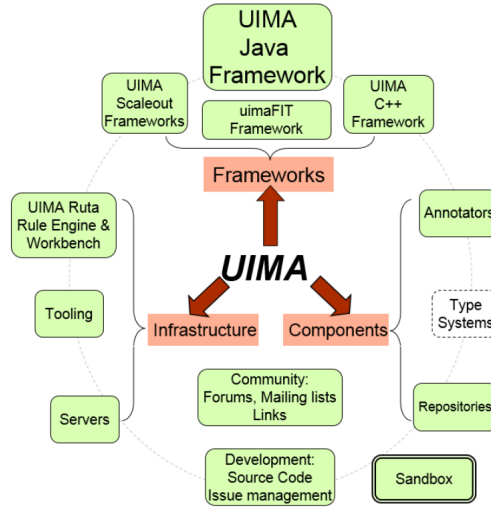 UIMA
Java
Framework
UIMA
Scaleout
Frameworks
uimaFIT
Framework
UIMA
C++
Framework
Frameworks
UIMA Ruta
Rule Engine &
Workbench
Annotators
UIMA
Tooling
Type
Systems
Infrastructure
Components
Community:
Forums, Mailing lists
Links
Servers
Repositories
Development:
Source Code
Issue management
Sandbox